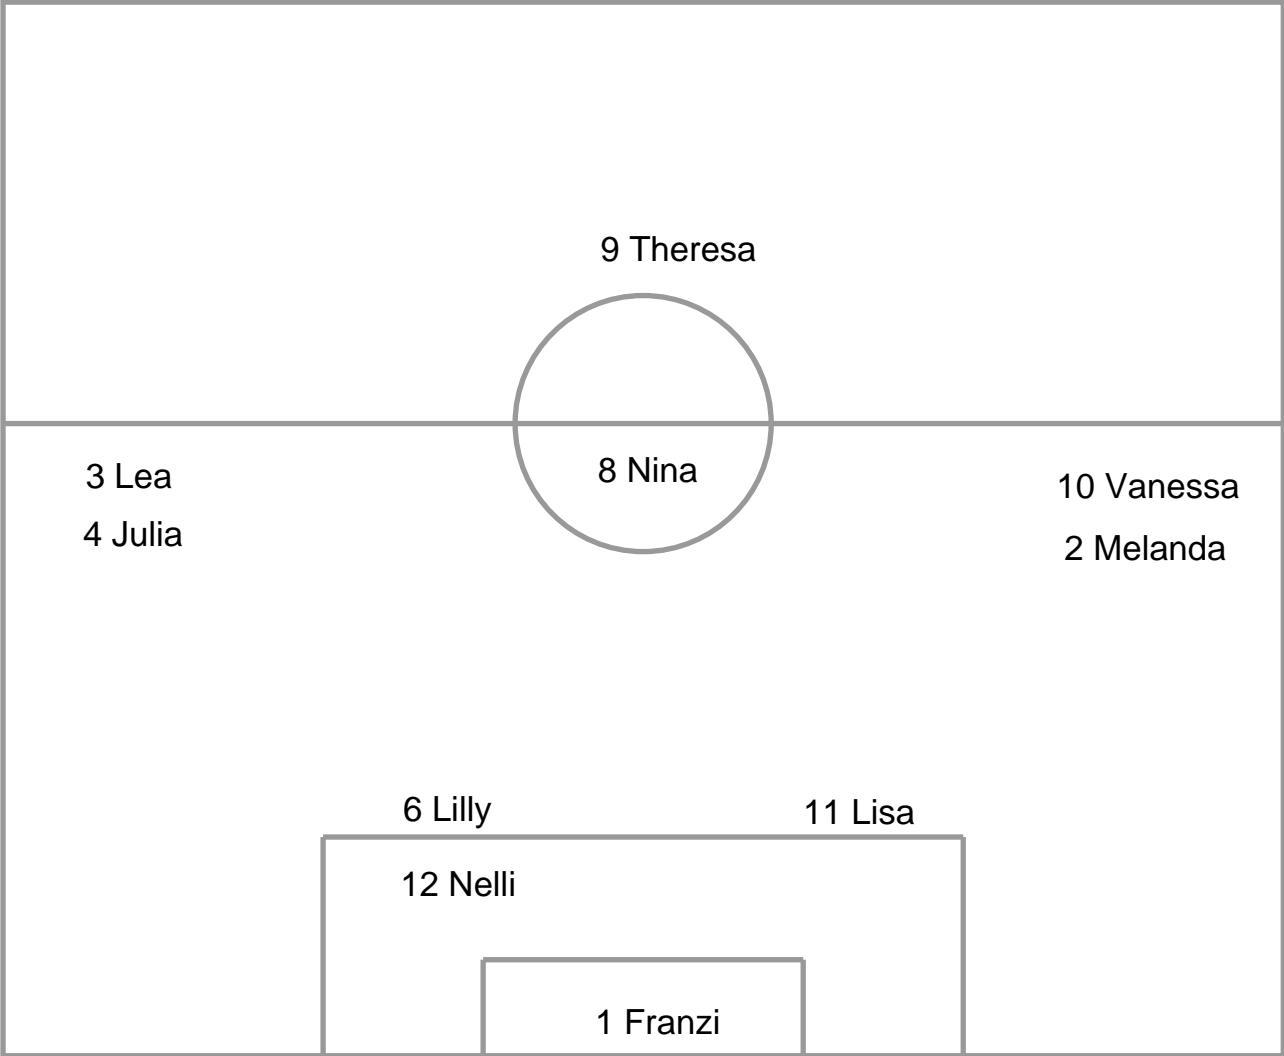 9 Theresa
3 Lea
8 Nina
10 Vanessa
4 Julia
2 Melanda
6 Lilly
11 Lisa
12 Nelli
1 Franzi